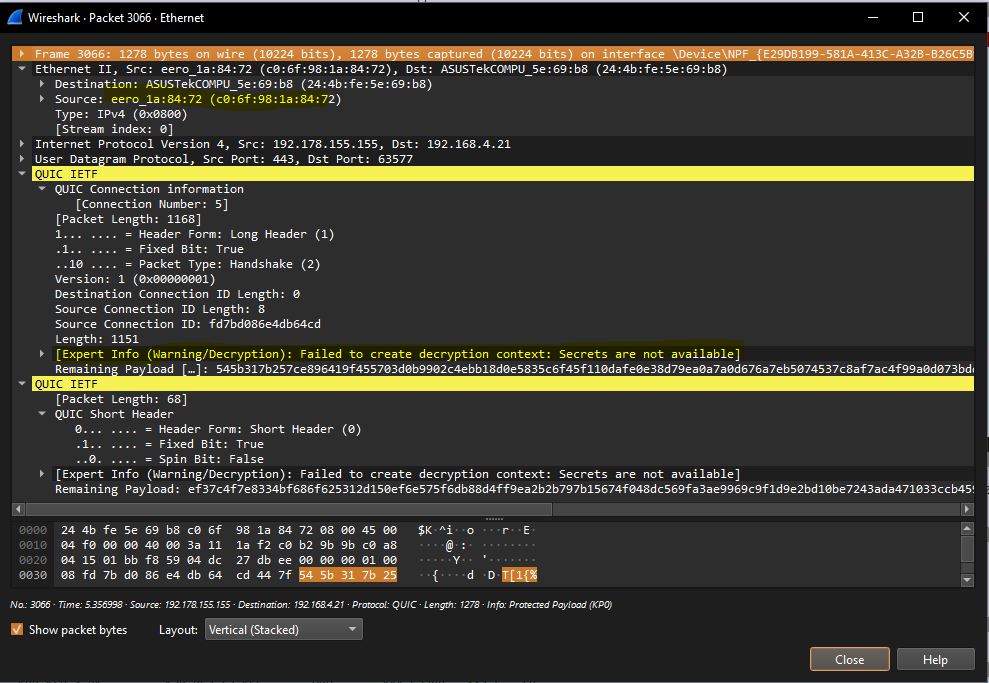 Wireshark · Packet 3066 · Ethernet
Frame 3066: 1278 bytes on wire (10224 bits), 1278 bytes captured (10224 bits) on interface \Device\NPF_{E29DB199-581A-413C-A32B-B26C5B
Ethernet II, Src: eero_1a:84:72 (c0:6f:98:1a:84:72), Dst: ASUSTekCOMPU_5e:69:b8 (24:4b:fe:5e:69:b8)
Destination: ASUSTekCOMPU_5e:69:b8 (24:4b:fe:5e:69:b8)
Source: eero_1a:84:72 (c0:6f:98:1a:84:72)
Type: IPv4 (0x0800)
[Stream index: 0]
Internet Protocol Version 4, Src: 192.178.155.155, Dst: 192.168.4.21
User Datagram Protocol, Src Port: 443, Dst Port: 63577
QUIC IETF
QUIC Connection information
[Connection Number: 5]
[Packet Length: 1168]
1... .... = Header Form: Long Header (1)
.1.. .... = Fixed Bit: True
..10 .... = Packet Type: Handshake (2)
Version: 1 (0x00000001)
Destination Connection ID Length: 0
Source Connection ID Length: 8
Source Connection ID: fd7bd086e4db64cd
Length: 1151
[Expert Info (Warning/Decryption): Failed to create decryption context: Secrets are not available]
Remaining Payload […]: 545b317b257ce896419f455703d0b9902c4ebb18d0e5835c6f45f110dafe0e38d79ea0a7a0d676a7eb5074537c8af7ac4f99a0d073bd
QUIC IETF
[Packet Length: 68]
QUIC Short Header
0... .... = Header Form: Short Header (0)
.1.. .... = Fixed Bit: True
..0. .... = Spin Bit: False
[Expert Info (Warning/Decryption): Failed to create decryption context: Secrets are not available]
Remaining Payload: ef37c4f7e8334bf686f625312d150ef6e575f6db88d4ff9ea2b2b797b15674f048dc569fa3ae9969c9f1d9e2bd10be7243ada471033ccb45
0000 24 4b fe 5e 69 b8 c0 6f 98 1a 84 72 08 00 45 00 $K·^i··o ···r··E·
0010 04 f0 00 00 40 00 3a 11 1a f2 c0 b2 9b 9b c0 a8 ····@·:· ········
0020 04 15 01 bb f8 59 04 dc 27 db ee 00 00 00 01 00 ·····Y·· '·······
0030 08 fd 7b d0 86 e4 db 64 cd 44 7f 54 5b 31 7b 25 ··{····d ·D·T[1{%
No.: 3066 · Time: 5.356998 · Source: 192.178.155.155 · Destination: 192.168.4.21 · Protocol: QUIC · Length: 1278 · Info: Protected Payload (KP0)
Show packet bytes Layout: Vertical (Stacked)
Close Help